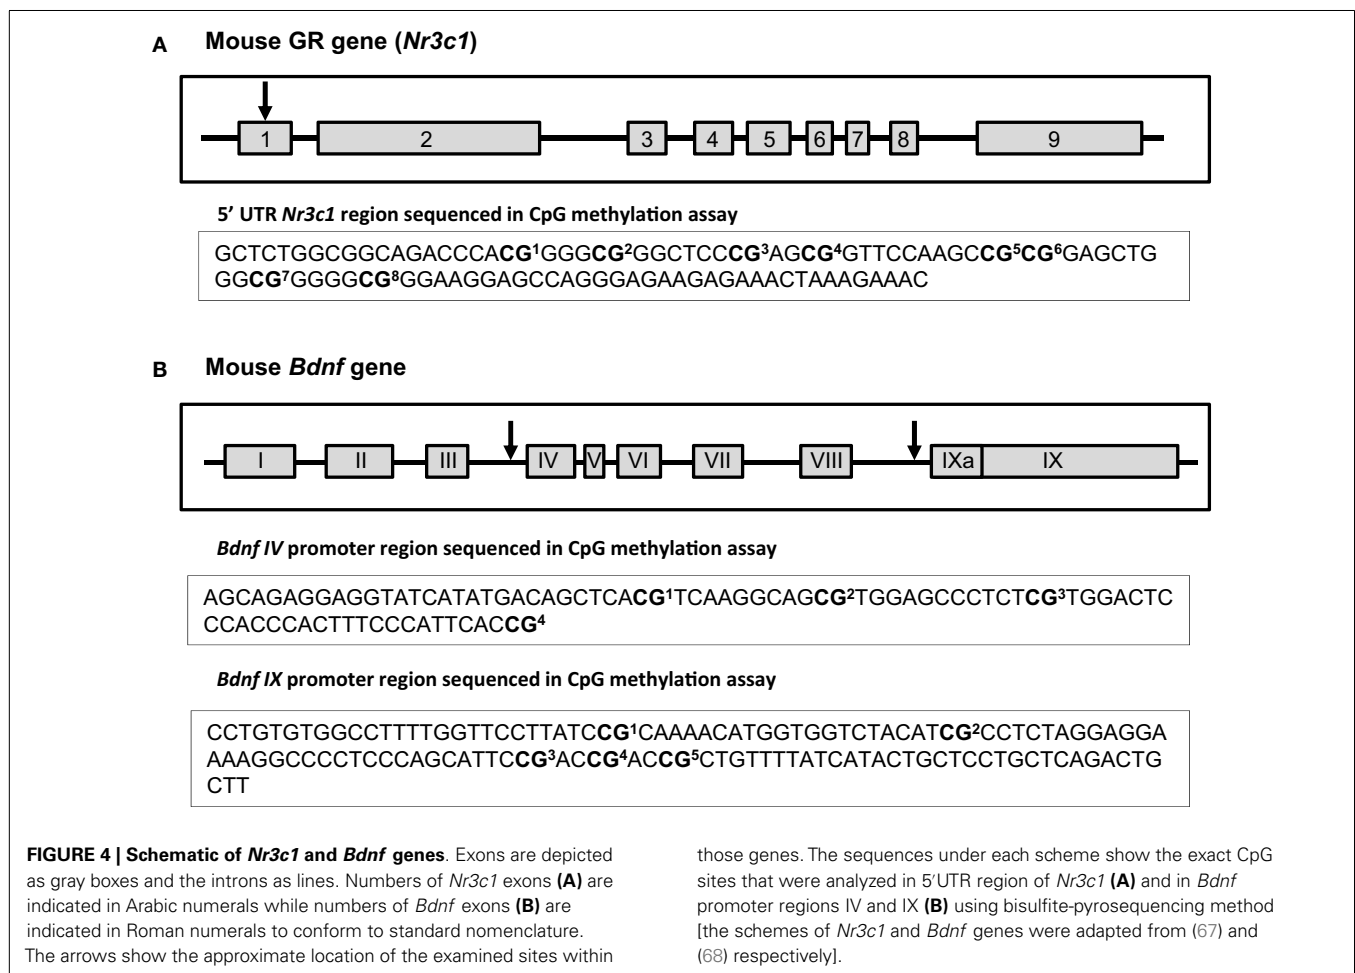 A Mouse GR gene (Nr3c1)
1 2 3 4 5 6 7 8 9
5' UTR Nr3c1 region sequenced in CpG methylation assay
GCTCTGGCGGCAGACCCACG¹GGGCG²GGCTCCCG³AGCG⁴GTTCCAAGCCG⁵CG⁶GAGCTG
GGCG⁷GGGGCG⁸GGAAGGAGCCAGGGAGAAGAGAAACTAAAGAAAC
B Mouse Bdnf gene
I II III IV V VI VII VIII IXa IX
Bdnf IV promoter region sequenced in CpG methylation assay
AGCAGAGGAGGTATCATATGACAGCTCACG¹TCAAGGCAGCG²TGGAGCCCTCTCG³TGGACTC
CCACCCACTTTCCCATTCACCG⁴
Bdnf IX promoter region sequenced in CpG methylation assay
CCTGTGTGGCCTTTTGGTTCCTTATCCG¹CAAAACATGGTGGTCTACATCG²CCTCTAGGAGGA
AAAGGCCCCTCCCAGCATTCCG³ACCG⁴ACCG⁵CTGTTTTATCATACTGCTCCTGCTCAGACTG
CTT
FIGURE 4 | Schematic of Nr3c1 and Bdnf genes. Exons are depicted
as gray boxes and the introns as lines. Numbers of Nr3c1 exons (A) are
indicated in Arabic numerals while numbers of Bdnf exons (B) are
indicated in Roman numerals to conform to standard nomenclature.
The arrows show the approximate location of the examined sites within
those genes. The sequences under each scheme show the exact CpG
sites that were analyzed in 5′UTR region of Nr3c1 (A) and in Bdnf
promoter regions IV and IX (B) using bisulfite-pyrosequencing method
[the schemes of Nr3c1 and Bdnf genes were adapted from (67) and
(68) respectively].